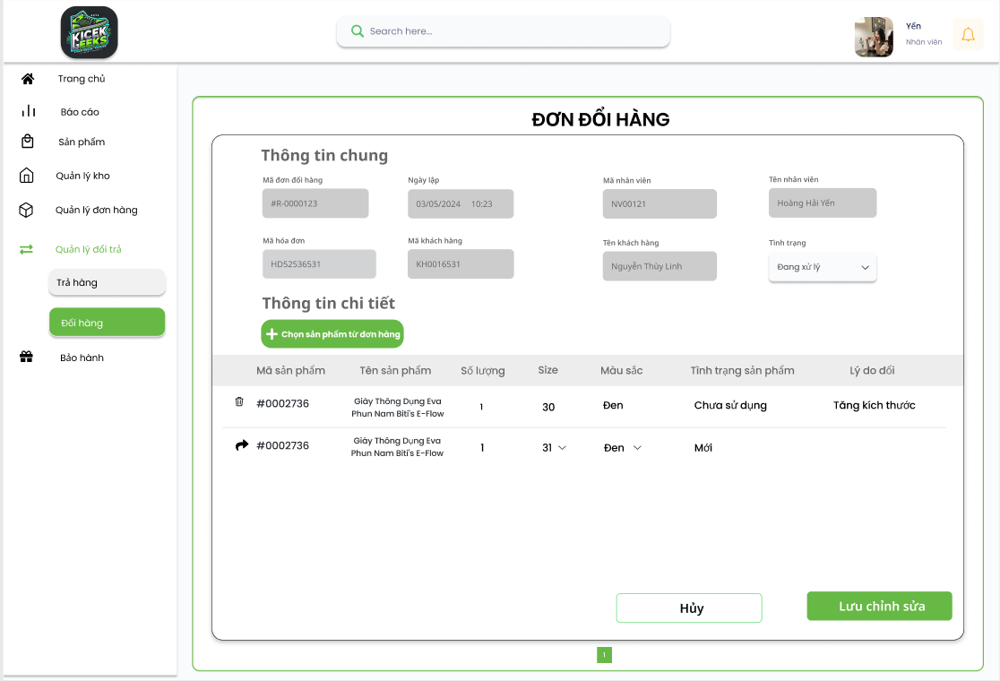 KICEK
GEEKS
Search here...
Yến
Nhân viên
Trang chủ
Báo cáo
Sản phẩm
Quản lý kho
Quản lý đơn hàng
Quản lý đổi trả
Trả hàng
Đổi hàng
Bảo hành
ĐƠN ĐỔI HÀNG
Thông tin chung
Mã đơn đổi hàng
Ngày lập
Mã nhân viên
Tên nhân viên
#R-0000123
03/05/2024 10:23
NV00121
Hoàng Hải Yến
Mã hóa đơn
Mã khách hàng
Tên khách hàng
Tình trạng
HD52536531
KH0016531
Nguyễn Thùy Linh
Đang xử lý
Thông tin chi tiết
Chọn sản phẩm từ đơn hàng
Mã sản phẩm Tên sản phẩm Số lượng Size Màu sắc Tình trạng sản phẩm Lý do đổi
#0002736
Giày Thông Dụng Eva
Phun Nam Biti's E-Flow
1
30
Đen
Chưa sử dụng
Tăng kích thước
#0002736
Giày Thông Dụng Eva
Phun Nam Biti's E-Flow
1
31
Đen
Mới
Hủy
Lưu chỉnh sửa
1